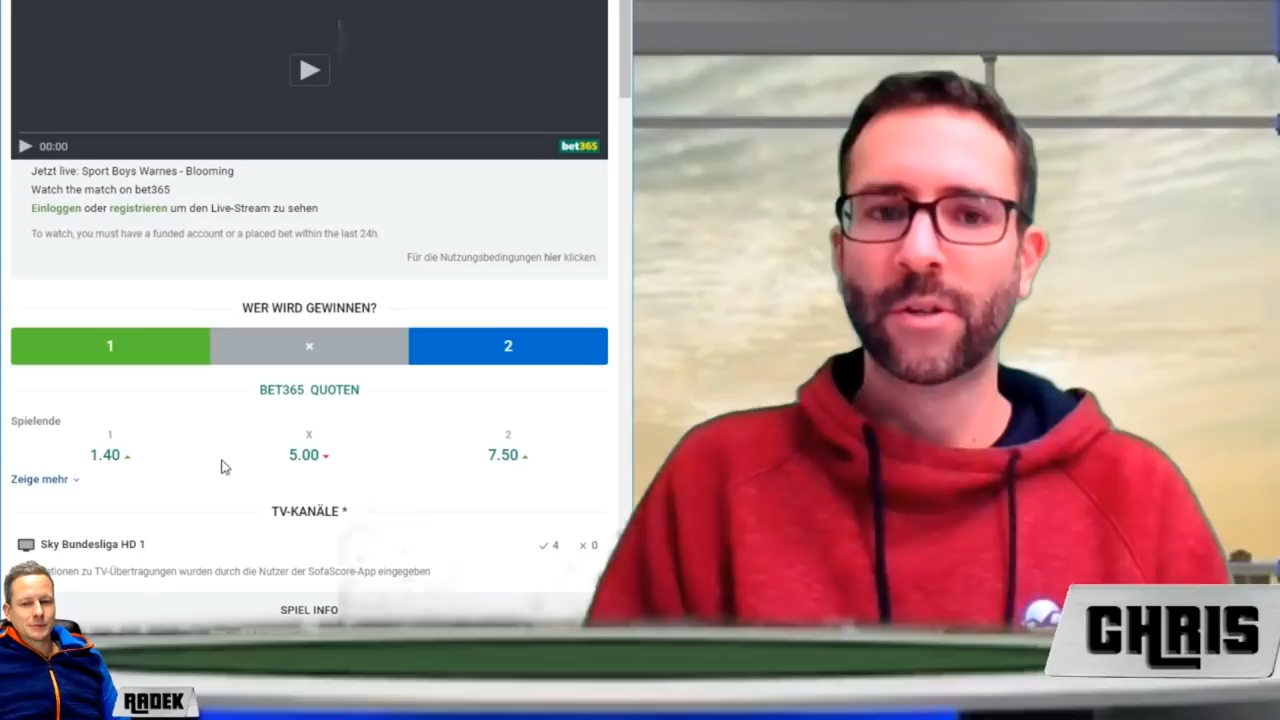 00:00
bet365
Jetzt live: Sport Boys Warnes - Blooming
Watch the match on bet365
Einloggen oder registrieren um den Live-Stream zu sehen
To watch, you must have a funded account or a placed bet within the last 24h.
Für die Nutzungsbedingungen hier klicken.
WER WIRD GEWINNEN?
1 × 2
BET365 QUOTEN
Spielende
1 X 2
1.40 5.00 7.50
Zeige mehr
TV-KANÄLE *
Sky Bundesliga HD 1 ✓ 4 × 0
zu TV-Übertragungen wurden durch die Nutzer der SofaScore-App eingegeben
SPIEL INFO
CHRIS
RADEK